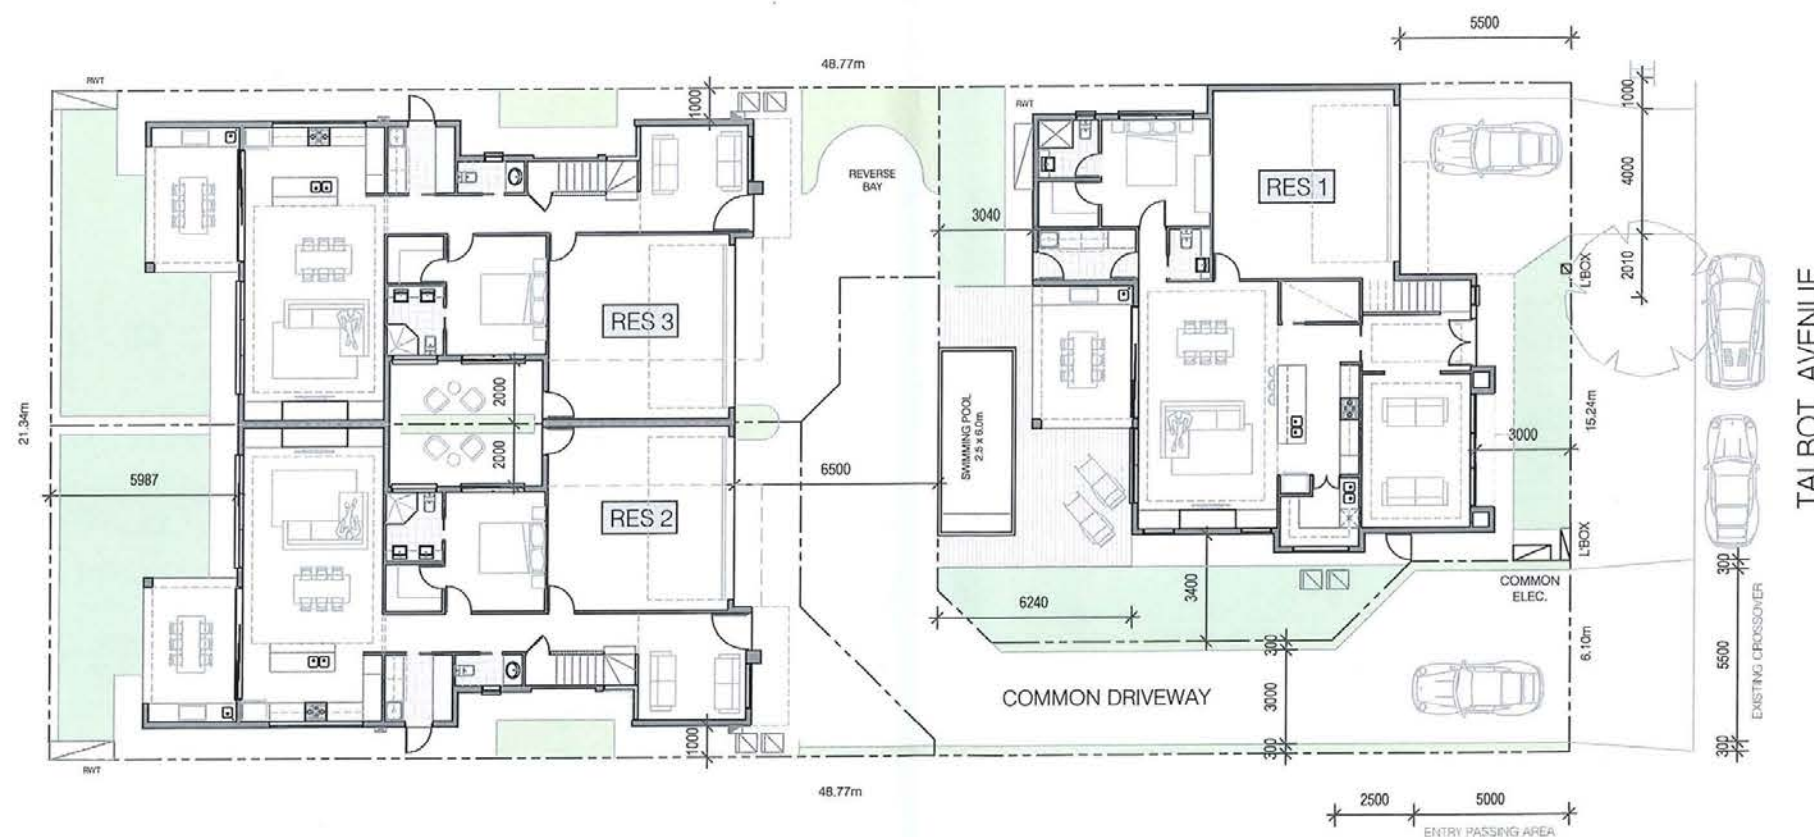 5500
48.77m
RWT
1000
1000
RWT
REVERSE
BAY
RES 1
4000
3040
2010
L'BOX
RES 3
TALBOT AVENUE
2000
21.34m
15.24m
3000
2000
SWIMMING POOL
2.5 x 6.0m
6500
5987
RES 2
L'BOX
300
COMMON
ELEC.
3400
6240
5500
EXISTING CROSSOVER
6.10m
300
COMMON DRIVEWAY
3000
1000
300
300
RWT
48.77m
2500
5000
ENTRY PASSING AREA